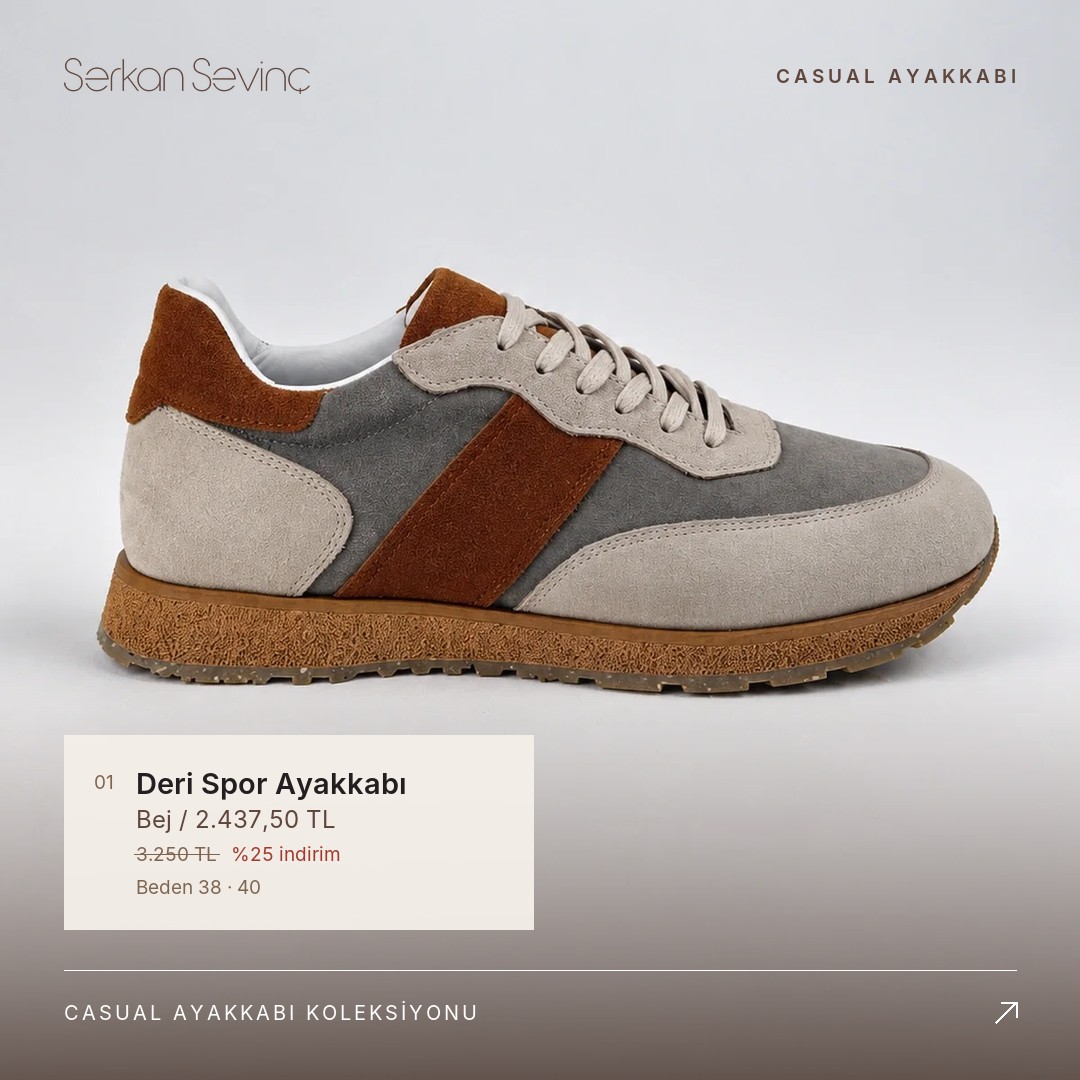 Serkan Sevinç
CASUAL AYAKKABI
01
Deri Spor Ayakkabı
Bej / 2.437,50 TL
3.250 TL %25 indirim
Beden 38 · 40
CASUAL AYAKKABI KOLEKSİYONU